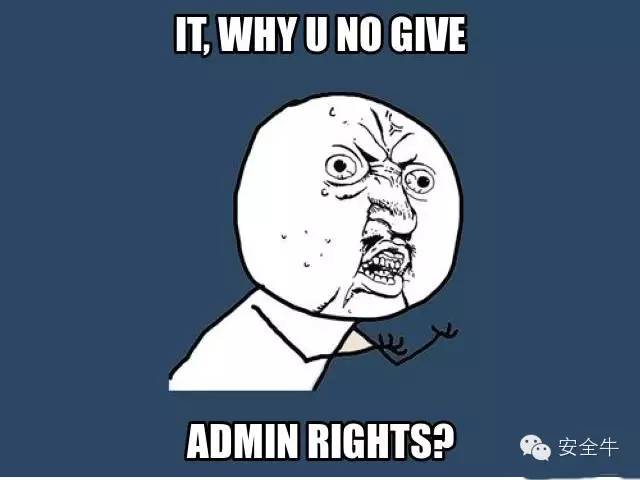 IT, WHY U NO GIVE
ADMIN RIGHTS?
安全牛